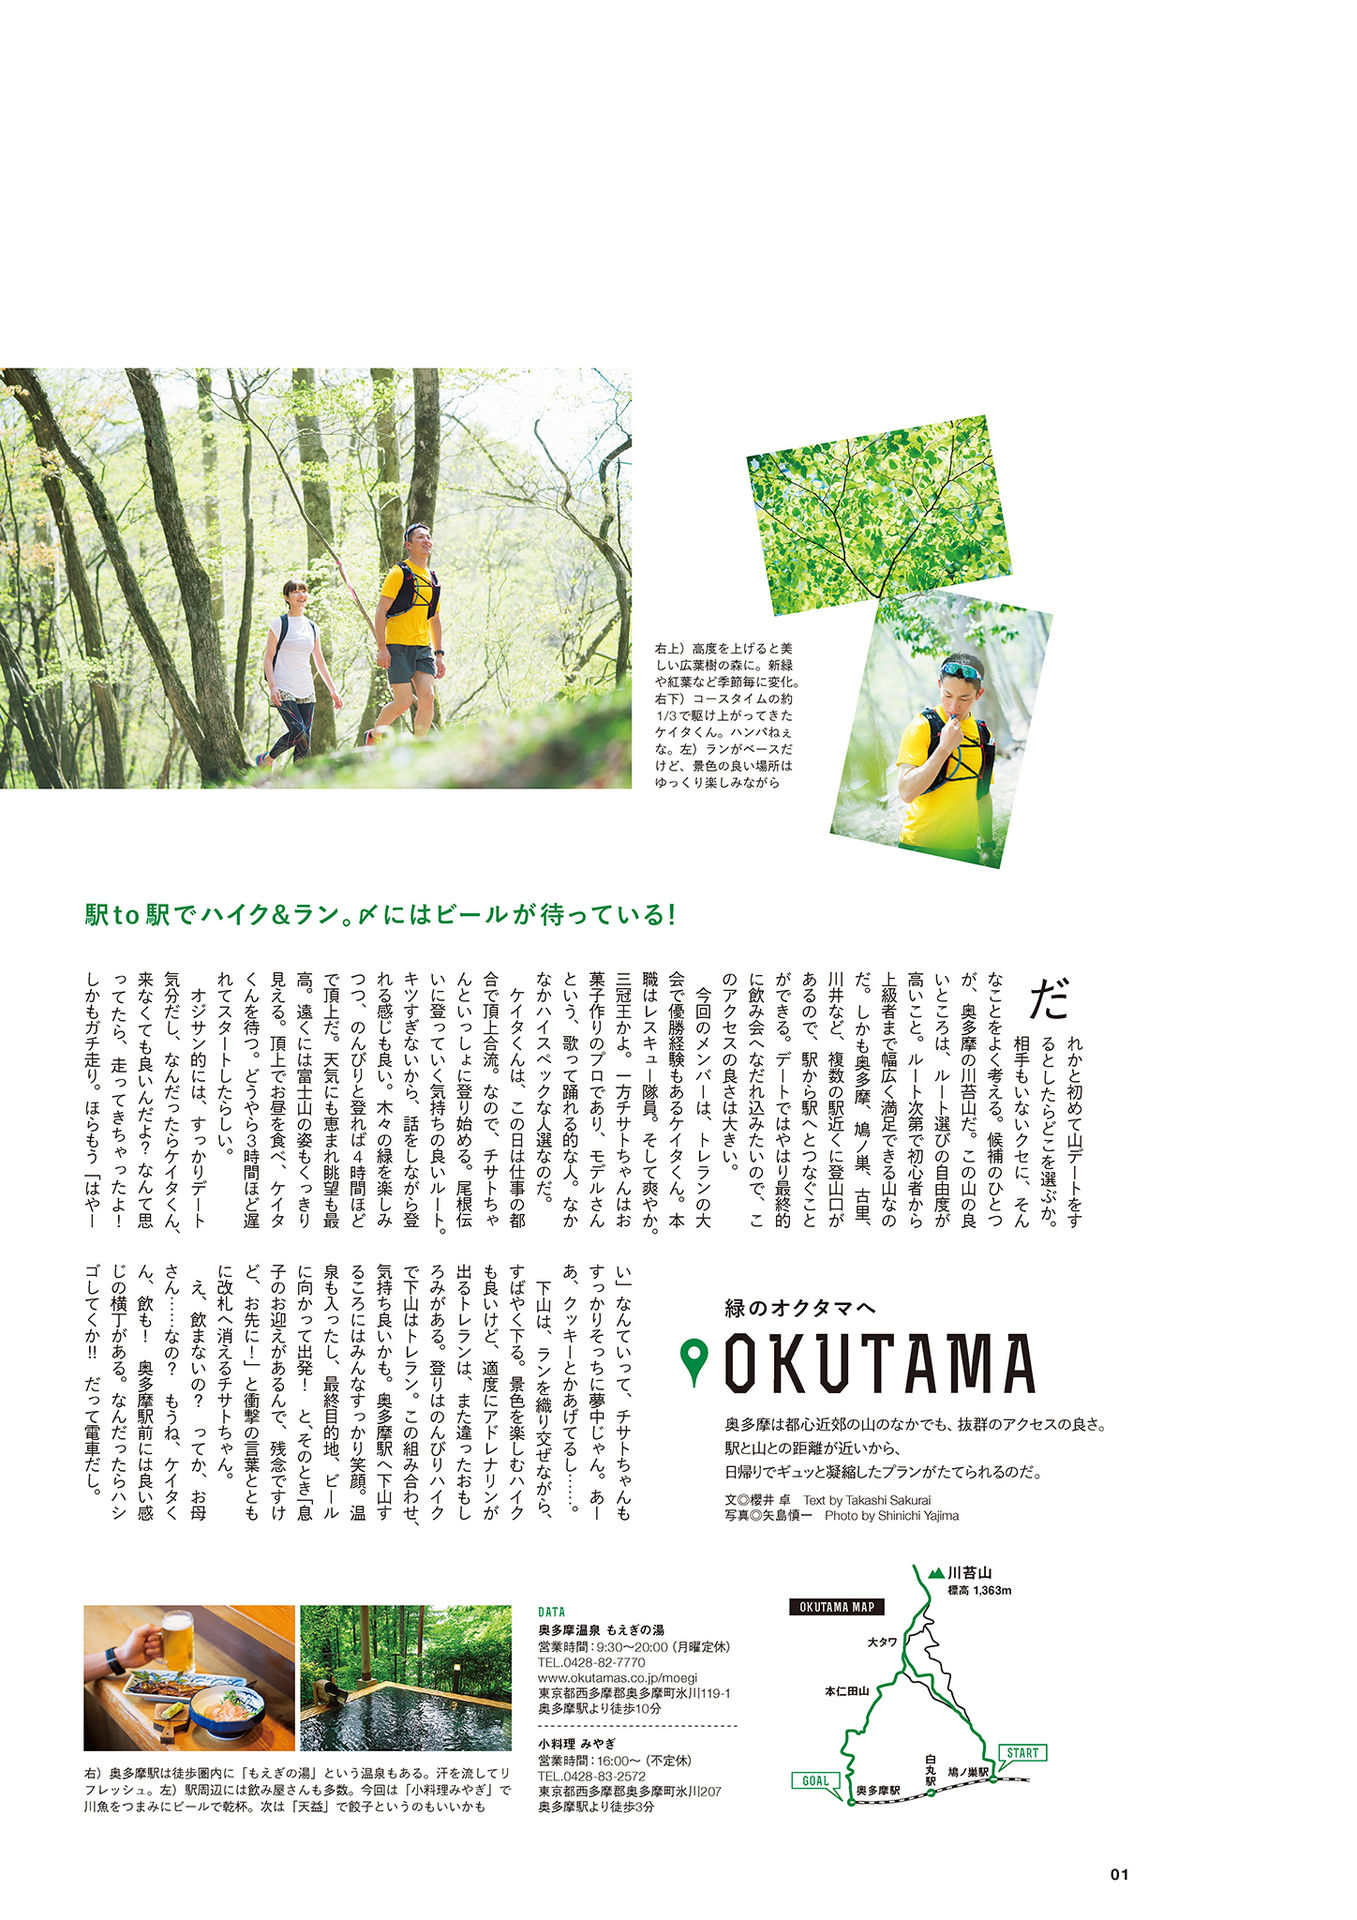 右上）高度を上げると美
しい広葉樹の森に。新緑
や紅葉など季節毎に変化。
右下）コースタイムの約
1/3で駆け上がってきた
ケイタくん。ハンパねぇ
な。左）ランがベースだ
けど、景色の良い場所は
ゆっくり楽しみながら
駅to駅でハイク&ラン。〆にはビールが待っている！
だ
れかと初めて山デートをす
るとしたらどこを選ぶか。
相手もいないクセに、そん
なことをよく考える。候補のひとつ
が、奥多摩の川苔山だ。この山の良
いところは、ルート選びの自由度が
高いこと。ルート次第で初心者から
上級者まで幅広く満足できる山なの
だ。しかも奥多摩、鳩ノ巣、古里、
川井など、複数の駅近くに登山口が
あるので、駅から駅へとつなぐこと
ができる。デートではやはり最終的
に飲み会へなだれ込みたいので、こ
のアクセスの良さは大きい。
今回のメンバーは、トレランの大
会で優勝経験もあるケイタくん。本
職はレスキュー隊員。そして爽やか。
三冠王かよ。一方チサトちゃんはお
菓子作りのプロであり、モデルさん
という、歌って踊れる的な人。なか
なかハイスペックな人選なのだ。
ケイタくんは、この日は仕事の都
合で頂上合流。なので、チサトちゃ
んといっしょに登り始める。尾根伝
いに登っていく気持ちの良いルート。
キツすぎないから、話をしながら登
れる感じも良い。木々の緑を楽しみ
つつ、のんびりと登れば４時間ほど
で頂上だ。天気にも恵まれ眺望も最
高。遠くには富士山の姿もくっきり
見える。頂上でお昼を食べ、ケイタ
くんを待つ。どうやら３時間ほど遅
れてスタートしたらしい。
オジサン的には、すっかりデート
気分だし、なんだったらケイタくん、
来なくても良いんだよ？ なんて思
ってたら、走ってきちゃったよ！
しかもガチ走り。ほらもう「はやー
い」なんていって、チサトちゃんも
すっかりそっちに夢中じゃん。あー
あ、クッキーとかあげてるし……。
下山は、ランを織り交ぜながら、
すばやく下る。景色を楽しむハイク
も良いけど、適度にアドレナリンが
出るトレランは、また違ったおもし
ろみがある。登りはのんびりハイク
で下山はトレラン。この組み合わせ、
気持ち良いかも。奥多摩駅へ下山す
るころにはみんなすっかり笑顔。温
泉も入ったし、最終目的地、ビール
に向かって出発！ と、そのとき「息
子のお迎えがあるんで、残念ですけ
ど、お先に！」と衝撃の言葉ととも
に改札へ消えるチサトちゃん。
え、飲まないの？ ってか、お母
さん……なの？ もうね、ケイタく
ん、飲も！ 奥多摩駅前には良い感
じの横丁がある。なんだったらハシ
ゴしてくか!! だって電車だし。
緑のオクタマへ
OKUTAMA
奥多摩は都心近郊の山のなかでも、抜群のアクセスの良さ。
駅と山との距離が近いから、
日帰りでギュッと凝縮したプランがたてられるのだ。
文◎櫻井 卓　Text by Takashi Sakurai
写真◎矢島慎一　Photo by Shinichi Yajima
右）奥多摩駅は徒歩圏内に「もえぎの湯」という温泉もある。汗を流してリ
フレッシュ。左）駅周辺には飲み屋さんも多数。今回は「小料理みやぎ」で
川魚をつまみにビールで乾杯。次は「天益」で餃子というのもいいかも
DATA
奥多摩温泉 もえぎの湯
営業時間：9:30〜20:00（月曜定休）
TEL.0428-82-7770
www.okutamas.co.jp/moegi
東京都西多摩郡奥多摩町氷川119-1
奥多摩駅より徒歩10分
小料理 みやぎ
営業時間：16:00〜（不定休）
TEL.0428-83-2572
東京都西多摩郡奥多摩町氷川207
奥多摩駅より徒歩3分
OKUTAMA MAP
川苔山
標高 1,363m
大タワ
本仁田山
START
鳩ノ巣駅
白丸駅
GOAL
奥多摩駅
01